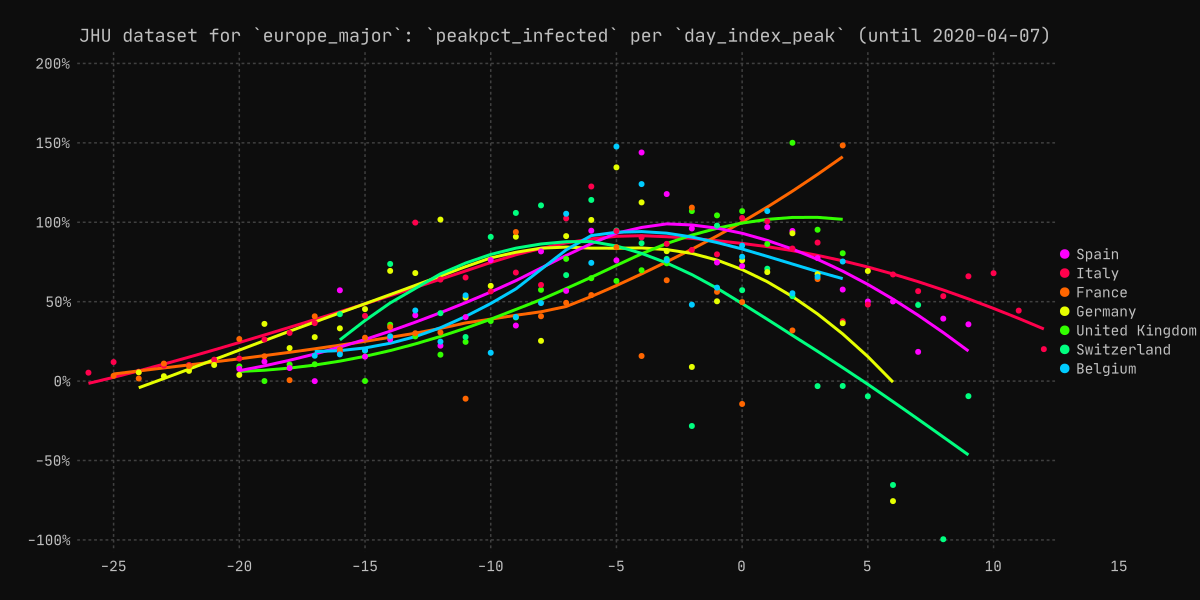 JHU dataset for `europe_major`: `peakpct_infected` per `day_index_peak` (until 2020-04-07)
200%
150%
100%
50%
0%
-50%
-100%
-25 -20 -15 -10 -5 0 5 10 15
Spain
Italy
France
Germany
United Kingdom
Switzerland
Belgium